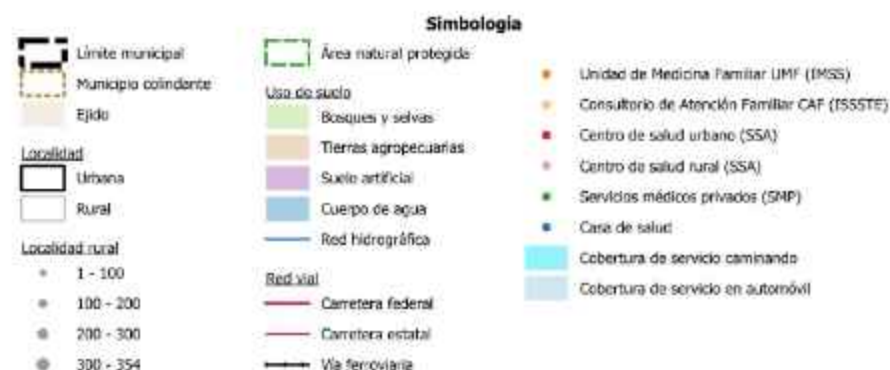 Simbología
Límite municipal
Municipio colindante
Ejido
Localidad
Urbana
Rural
Localidad rural
1 - 100
100 - 200
200 - 300
300 - 354
Área natural protegida
Uso de suelo
Bosques y selvas
Tierras agropecuarias
Suelo artificial
Cuerpo de agua
Red hidrográfica
Red vial
Carretera federal
Carretera estatal
Vía ferroviaria
Unidad de Medicina Familiar UMF (IMSS)
Consultorio de Atención Familiar CAF (ISSSTE)
Centro de salud urbano (SSA)
Centro de salud rural (SSA)
Servicios médicos privados (SMP)
Casa de salud
Cobertura de servicio caminando
Cobertura de servicio en automóvil